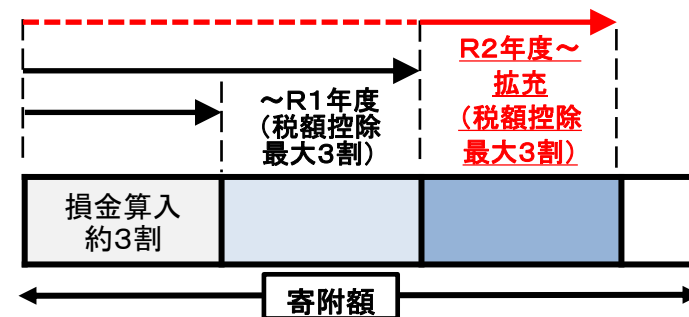 ~R1年度
(税額控除
最大3割)
R2年度~
拡充
(税額控除
最大3割)
損金算入
約3割
寄附額